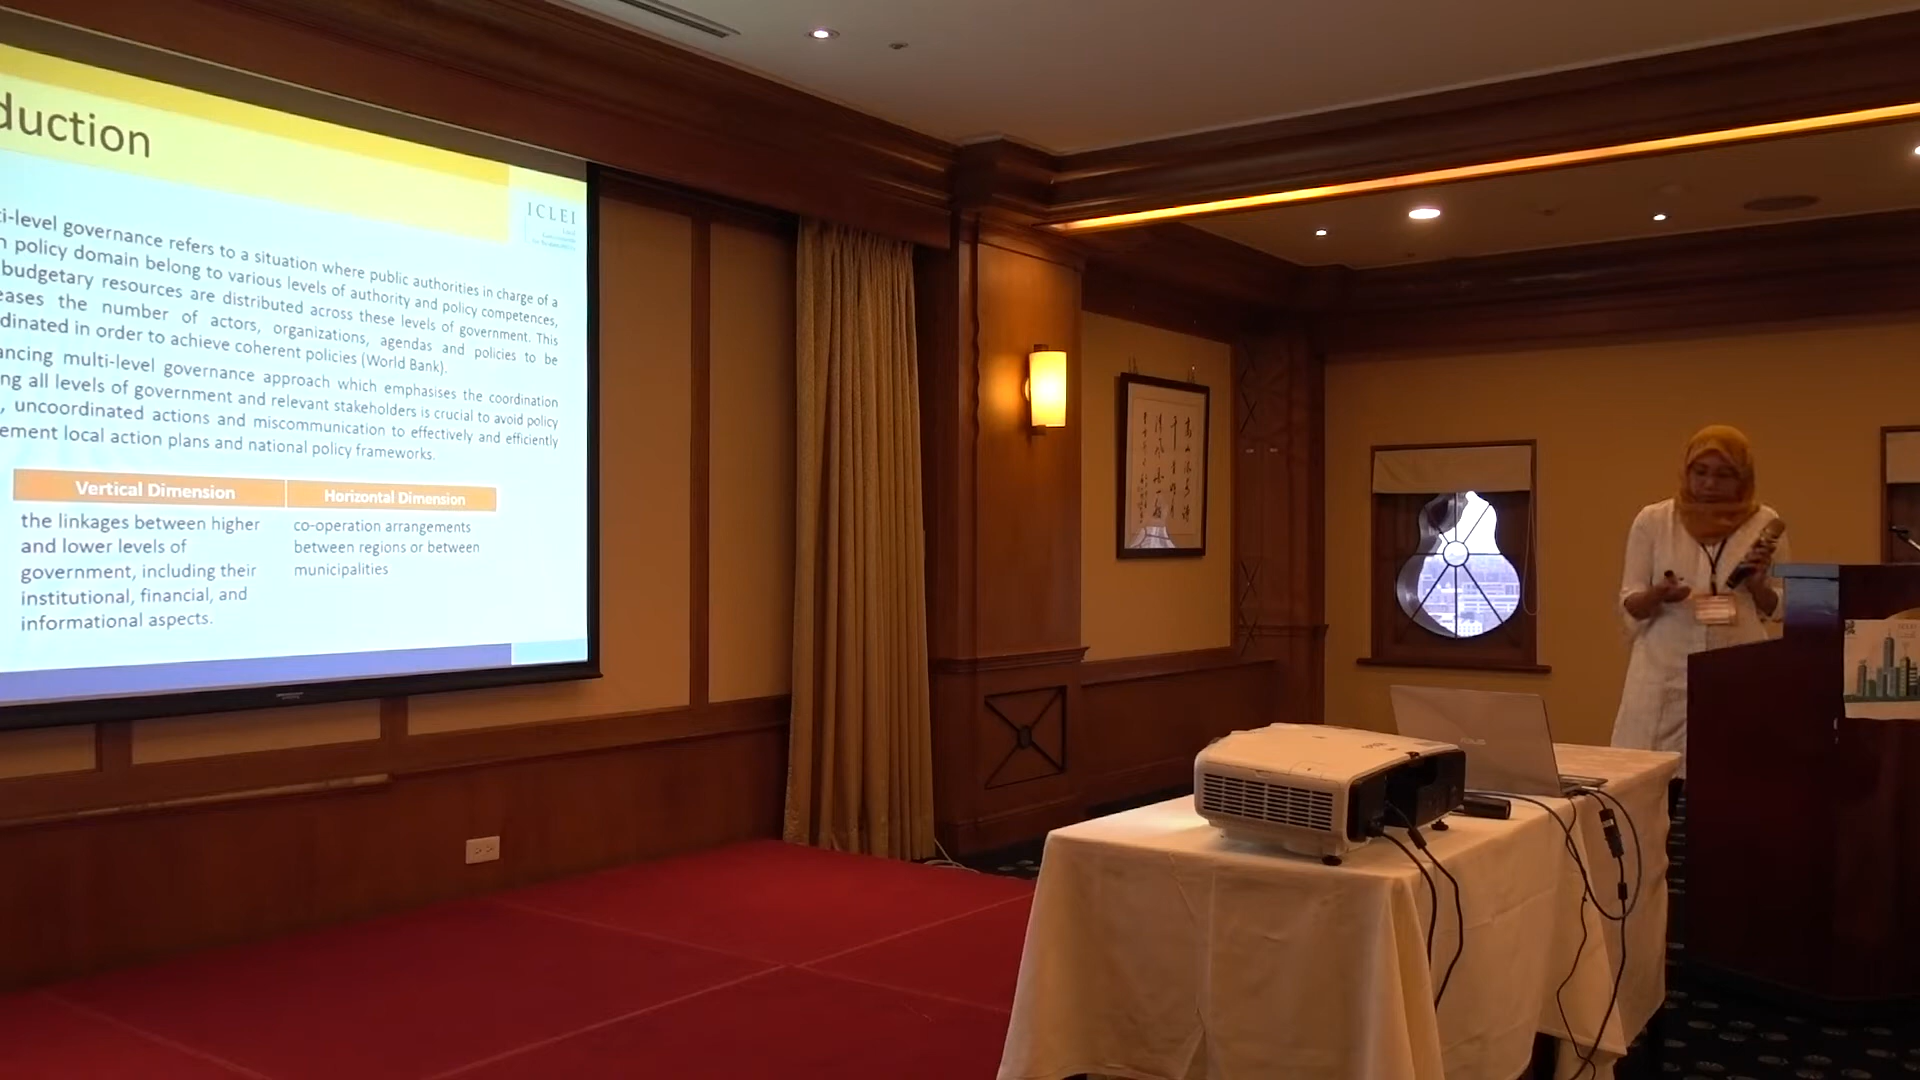 duction
ICLEI
i-level governance refers to a situation where public authorities in charge of a
policy domain belong to various levels of authority and policy competences,
budgetary resources are distributed across these levels of government. This
eases the number of actors, organizations, agendas and policies to be
dinated in order to achieve coherent policies (World Bank).
ancing multi-level governance approach which emphasises the coordination
ng all levels of government and relevant stakeholders is crucial to avoid policy
, uncoordinated actions and miscommunication to effectively and efficiently
ement local action plans and national policy frameworks.
Vertical Dimension
the linkages between higher
and lower levels of
government, including their
institutional, financial, and
informational aspects.
Horizontal Dimension
co-operation arrangements
between regions or between
municipalities
ASUS